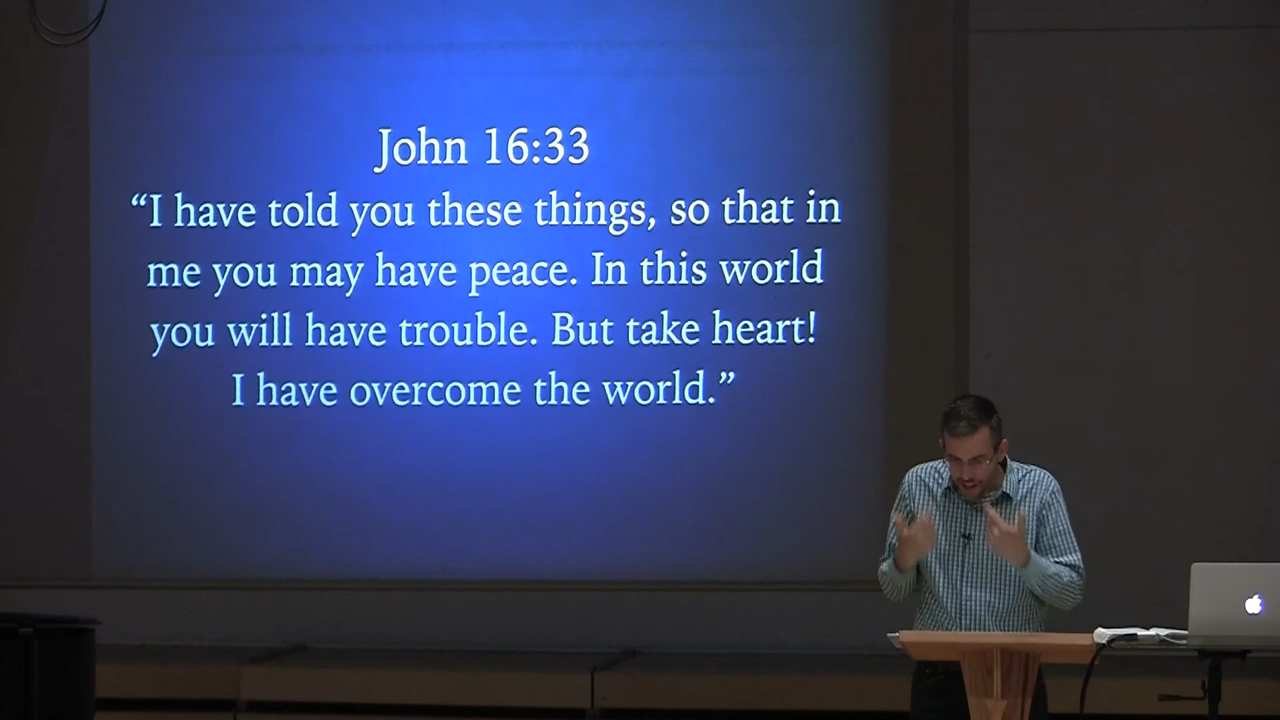 John 16:33
“I have told you these things, so that in
me you may have peace. In this world
you will have trouble. But take heart!
I have overcome the world.”